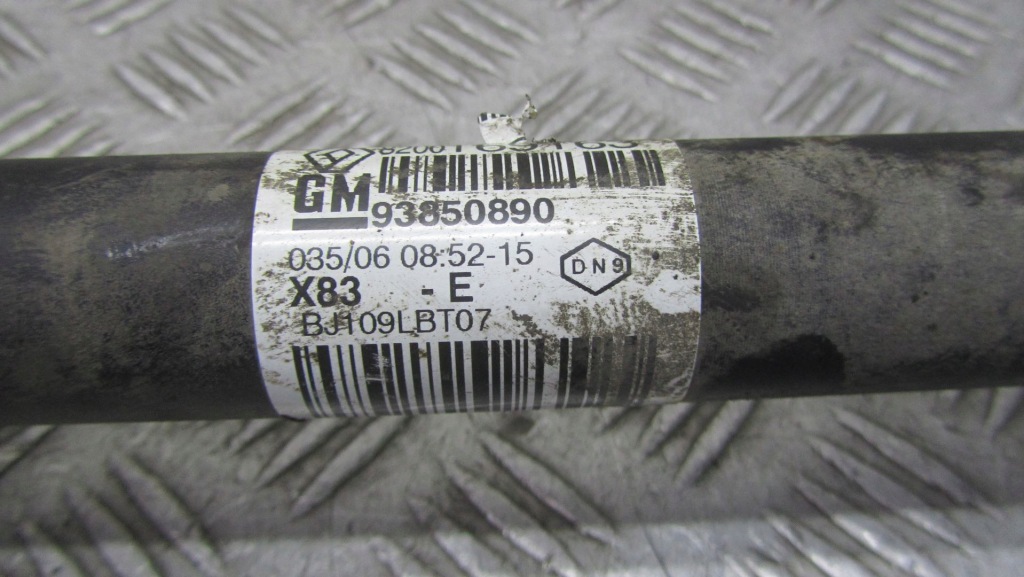 GM 93850890
035/06 08:52-15
X83 - E
DN9
BJ109LBT07